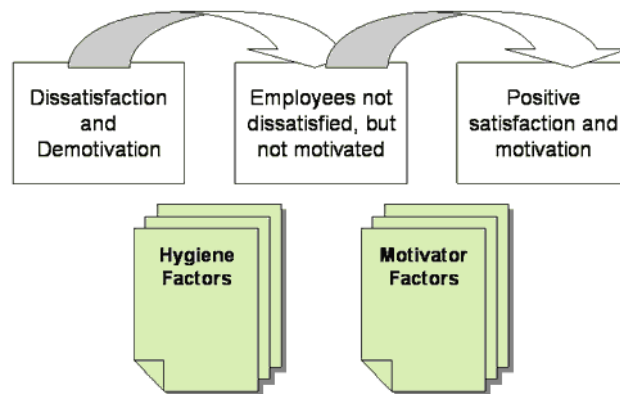 Dissatisfaction
and
Demotivation
Employees not
dissatisfied, but
not motivated
Positive
satisfaction and
motivation
Hygiene
Factors
Motivator
Factors